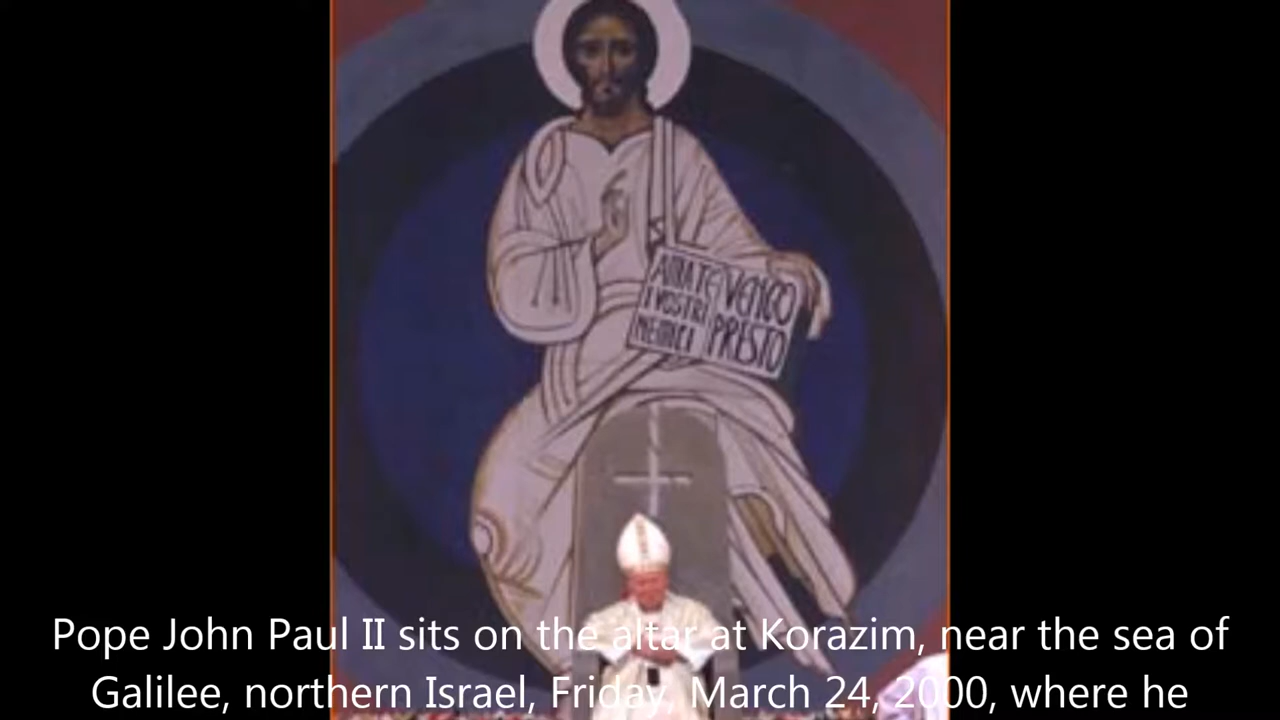 AMATE VENGO
I VOSTRI PRESTO
NEMICI
Pope John Paul II sits on the altar at Korazim, near the sea of
Galilee, northern Israel, Friday, March 24, 2000, where he